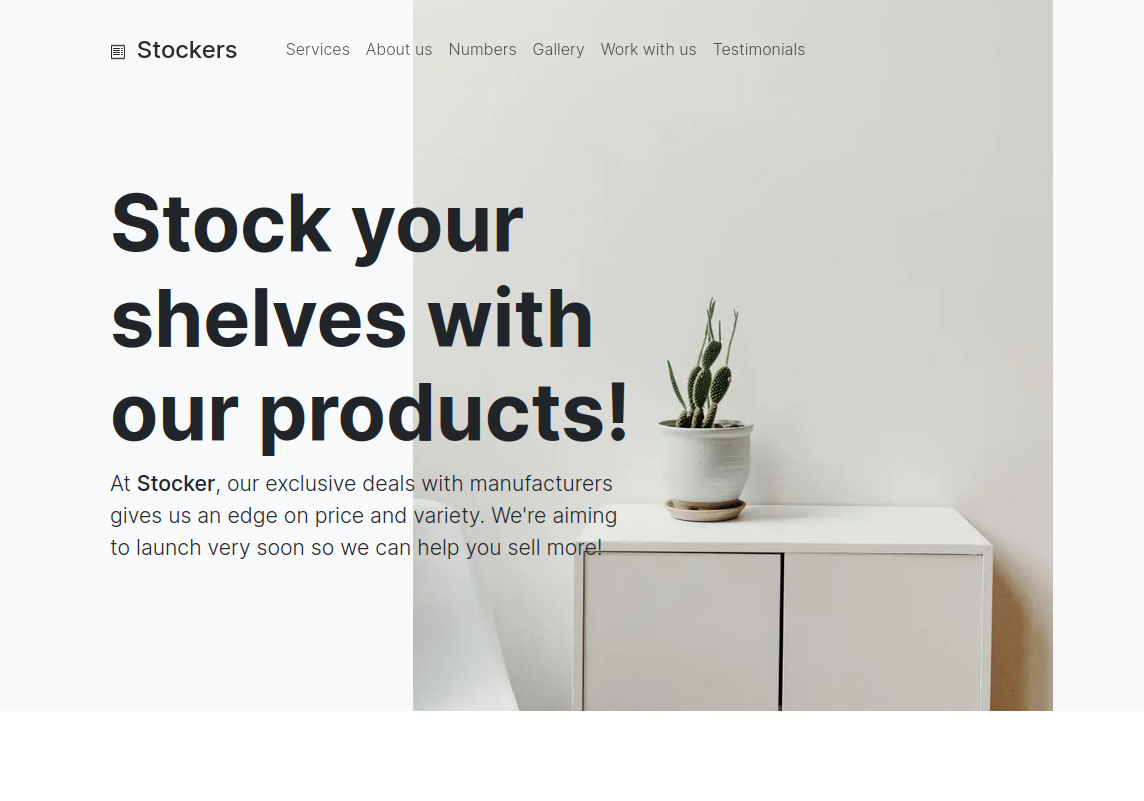 Stockers
Services About us Numbers Gallery Work with us Testimonials
Stock your
shelves with
our products!
At Stocker, our exclusive deals with manufacturers
gives us an edge on price and variety. We're aiming
to launch very soon so we can help you sell more!